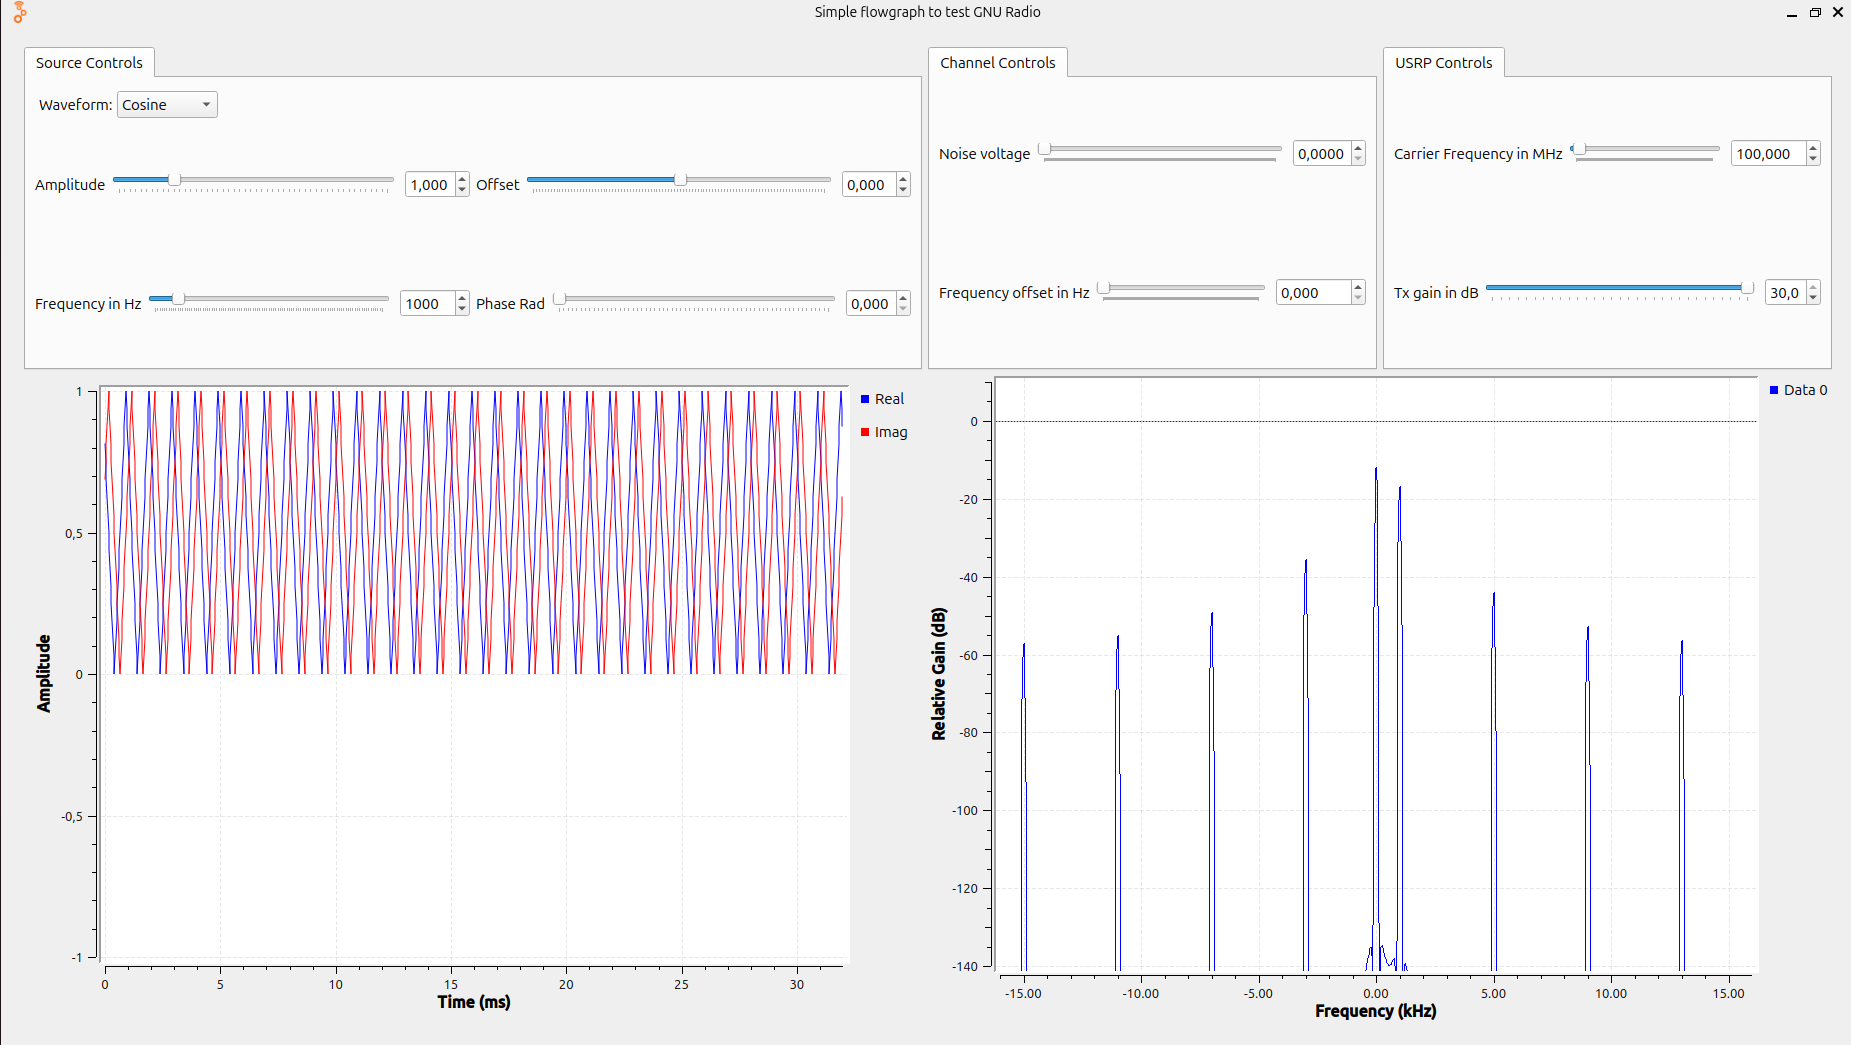 Simple flowgraph to test GNU Radio
Source Controls
Channel Controls
USRP Controls
Waveform: Cosine
Noise voltage 0,0000
Carrier Frequency in MHz 100,000
Amplitude 1,000 Offset 0,000
Frequency offset in Hz 0,000
Tx gain in dB 30,0
Frequency in Hz 1000 Phase Rad 0,000
1
0,5
0
-0,5
-1
Amplitude
0 5 10 15 20 25 30
Time (ms)
Real
Imag
0
-20
-40
-60
-80
-100
-120
-140
Relative Gain (dB)
-15.00 -10.00 -5.00 0.00 5.00 10.00 15.00
Frequency (kHz)
Data 0